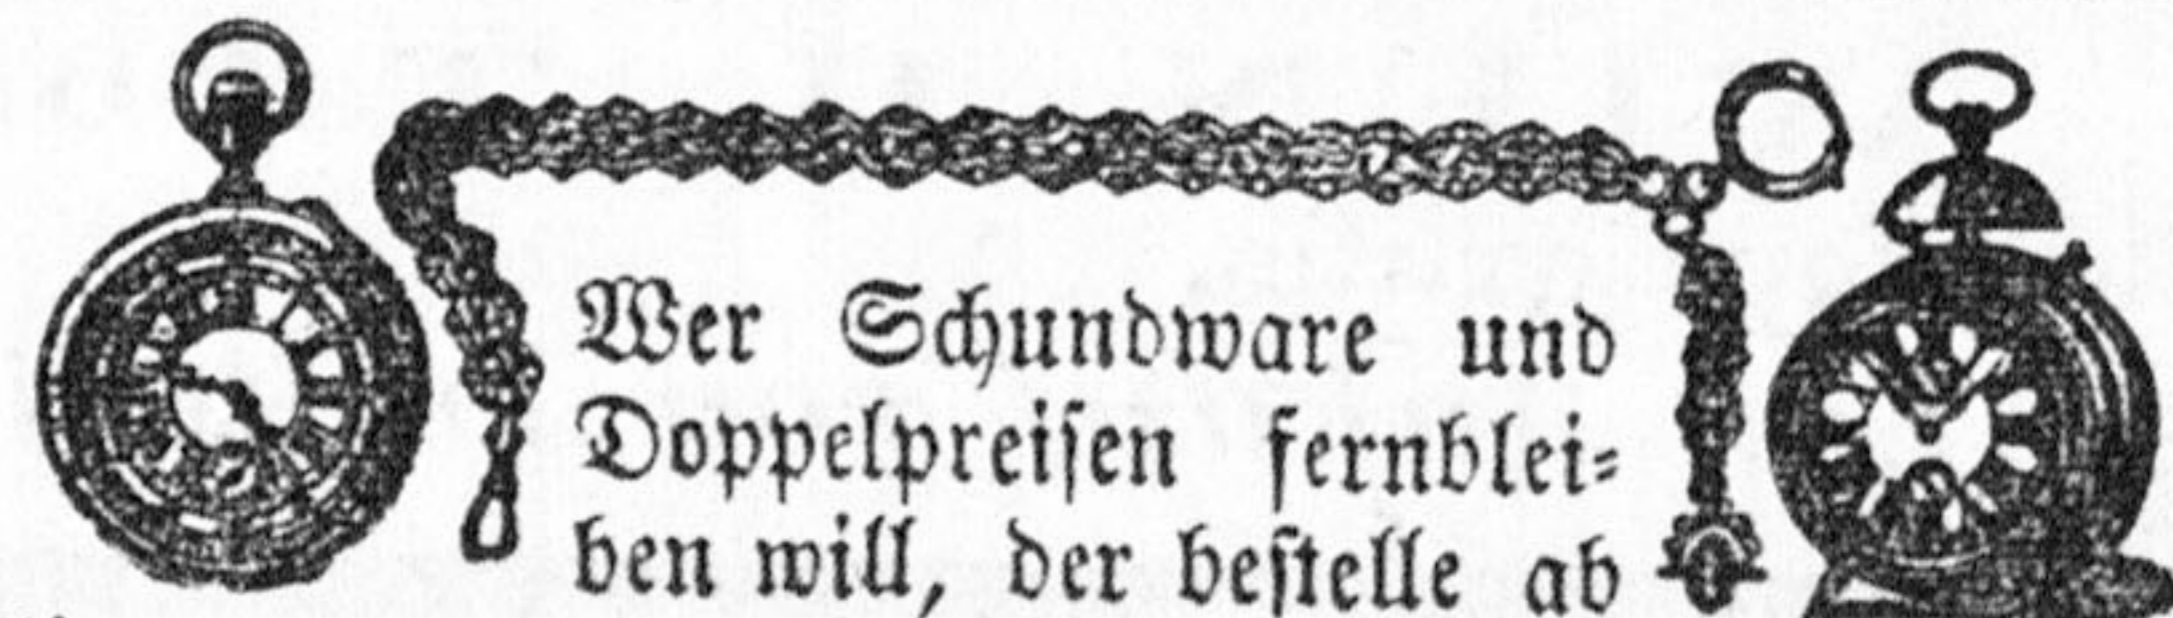 Wer Schundware und
Doppelpreiſen fernblei⸗
ben will, der beſtelle ab